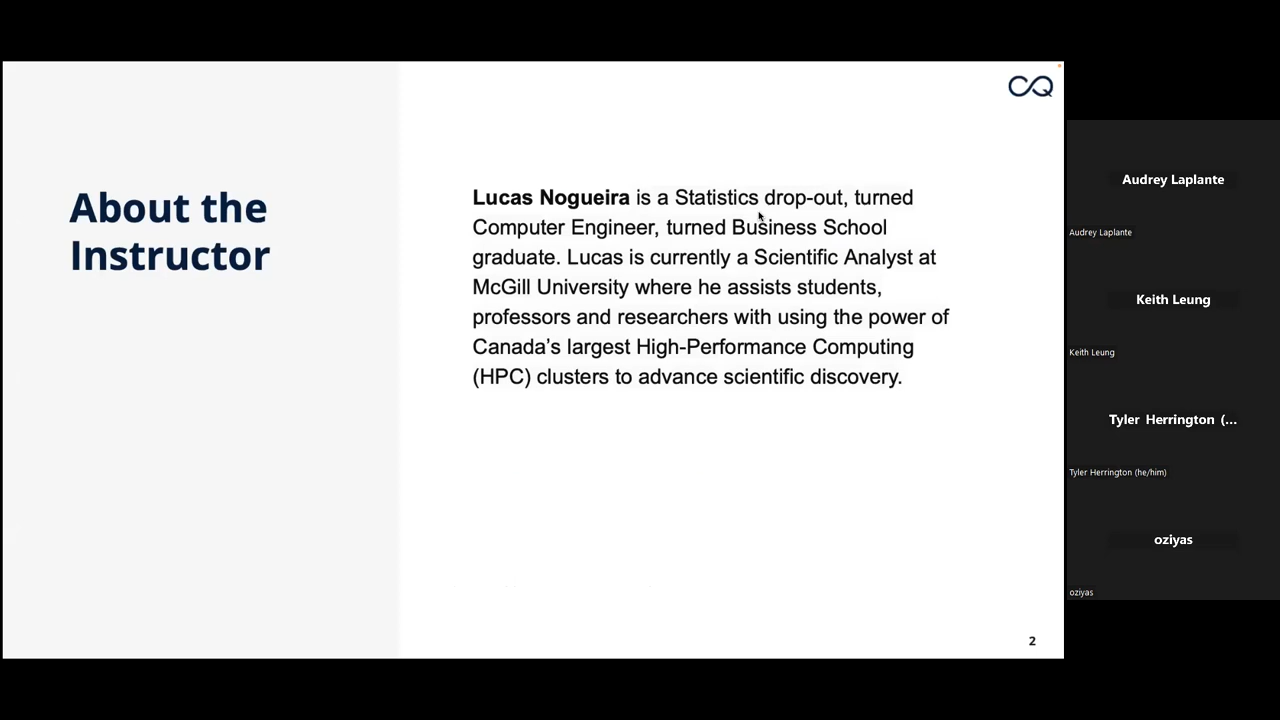 CQ
About the
Instructor
Lucas Nogueira is a Statistics drop-out, turned
Computer Engineer, turned Business School
graduate. Lucas is currently a Scientific Analyst at
McGill University where he assists students,
professors and researchers with using the power of
Canada’s largest High-Performance Computing
(HPC) clusters to advance scientific discovery.
2
Audrey Laplante
Audrey Laplante
Keith Leung
Keith Leung
Tyler Herrington (...
Tyler Herrington (he/him)
oziyas
oziyas